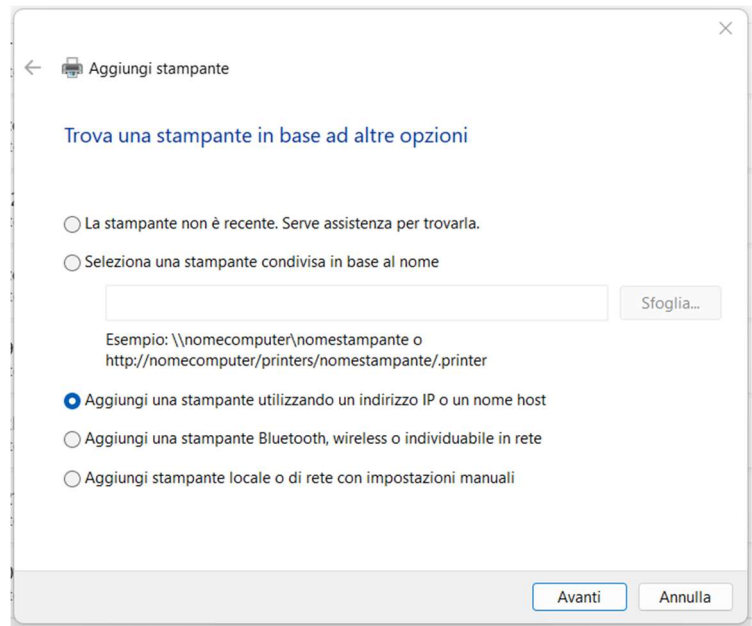 Aggiungi stampante
Trova una stampante in base ad altre opzioni
La stampante non è recente. Serve assistenza per trovarla.
Seleziona una stampante condivisa in base al nome
Sfoglia...
Esempio: \\nomecomputer\nomestampante o
http://nomecomputer/printers/nomestampante/.printer
Aggiungi una stampante utilizzando un indirizzo IP o un nome host
Aggiungi una stampante Bluetooth, wireless o individuabile in rete
Aggiungi stampante locale o di rete con impostazioni manuali
Avanti Annulla